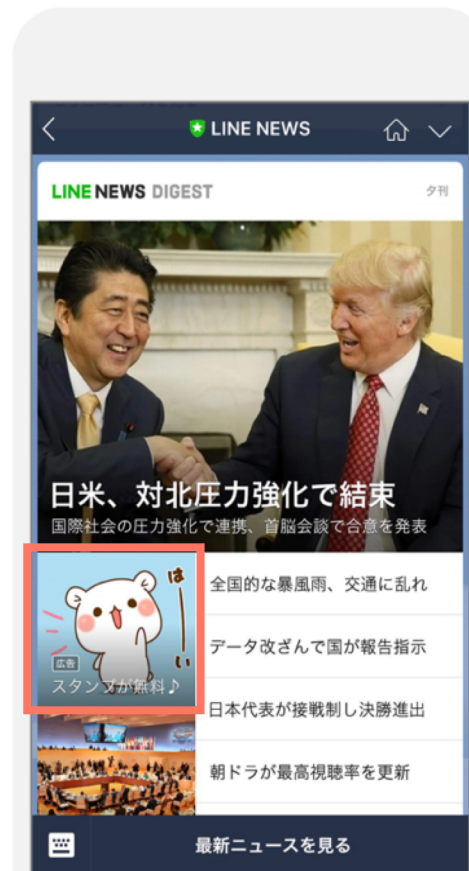 LINE NEWS
LINE NEWS DIGEST
夕刊
日米、対北圧力強化で結束
国際社会の圧力強化で連携、首脳会談で合意を発表
はーい
広告
スタンプが無料♪
全国的な暴風雨、交通に乱れ
データ改ざんで国が報告指示
日本代表が接戦制し決勝進出
朝ドラが最高視聴率を更新
最新ニュースを見る